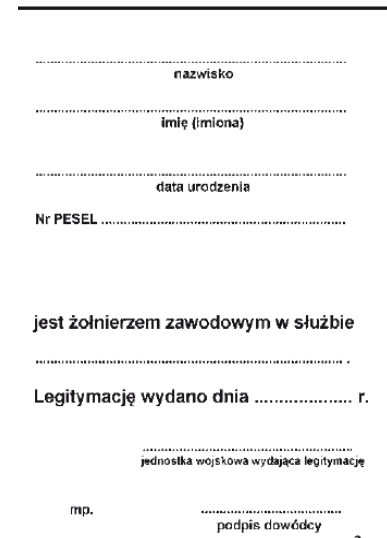 ................................................................
nazwisko
................................................................
imię (imiona)
................................................................
data urodzenia
Nr PESEL ..................................................
jest żołnierzem zawodowym w służbie
................................................................ .
Legitymację wydano dnia .................... r.
............................................
jednostka wojskowa wydająca legitymację
mp. ........................
podpis dowódcy